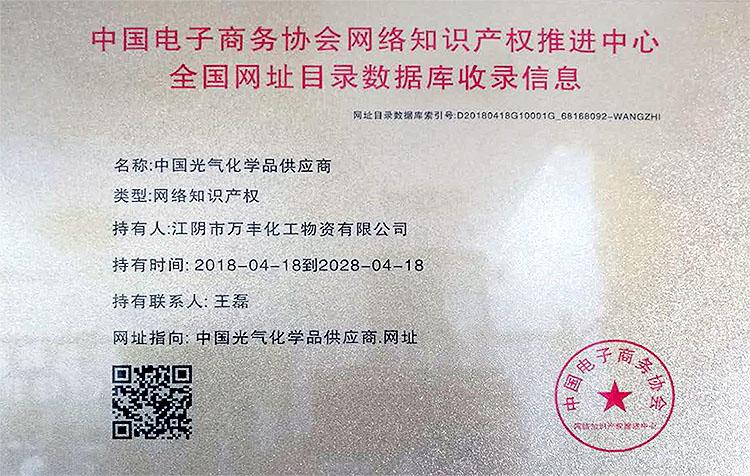 中国电子商务协会网络知识产权推进中心
全国网址目录数据库收录信息
网址目录数据库索引号:D20180418G10001G_68168092-WANGZHI
名称:中国光气化学品供应商
类型:网络知识产权
持有人:江阴市万丰化工物资有限公司
持有时间: 2018-04-18到2028-04-18
持有联系人: 王磊
网址指向: 中国光气化学品供应商.网址
中国电子商务协会
网络知识产权推进中心